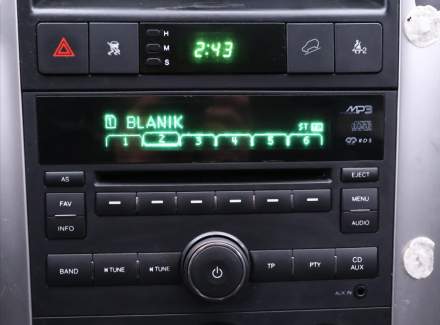 H
M
S
2:43
MP3
1 BLANIK
ST
1 2 3 4 5 6
RDS
AS
EJECT
FAV
MENU
INFO
AUDIO
BAND
TUNE
TUNE
TP
PTY
CD
AUX
AUX IN